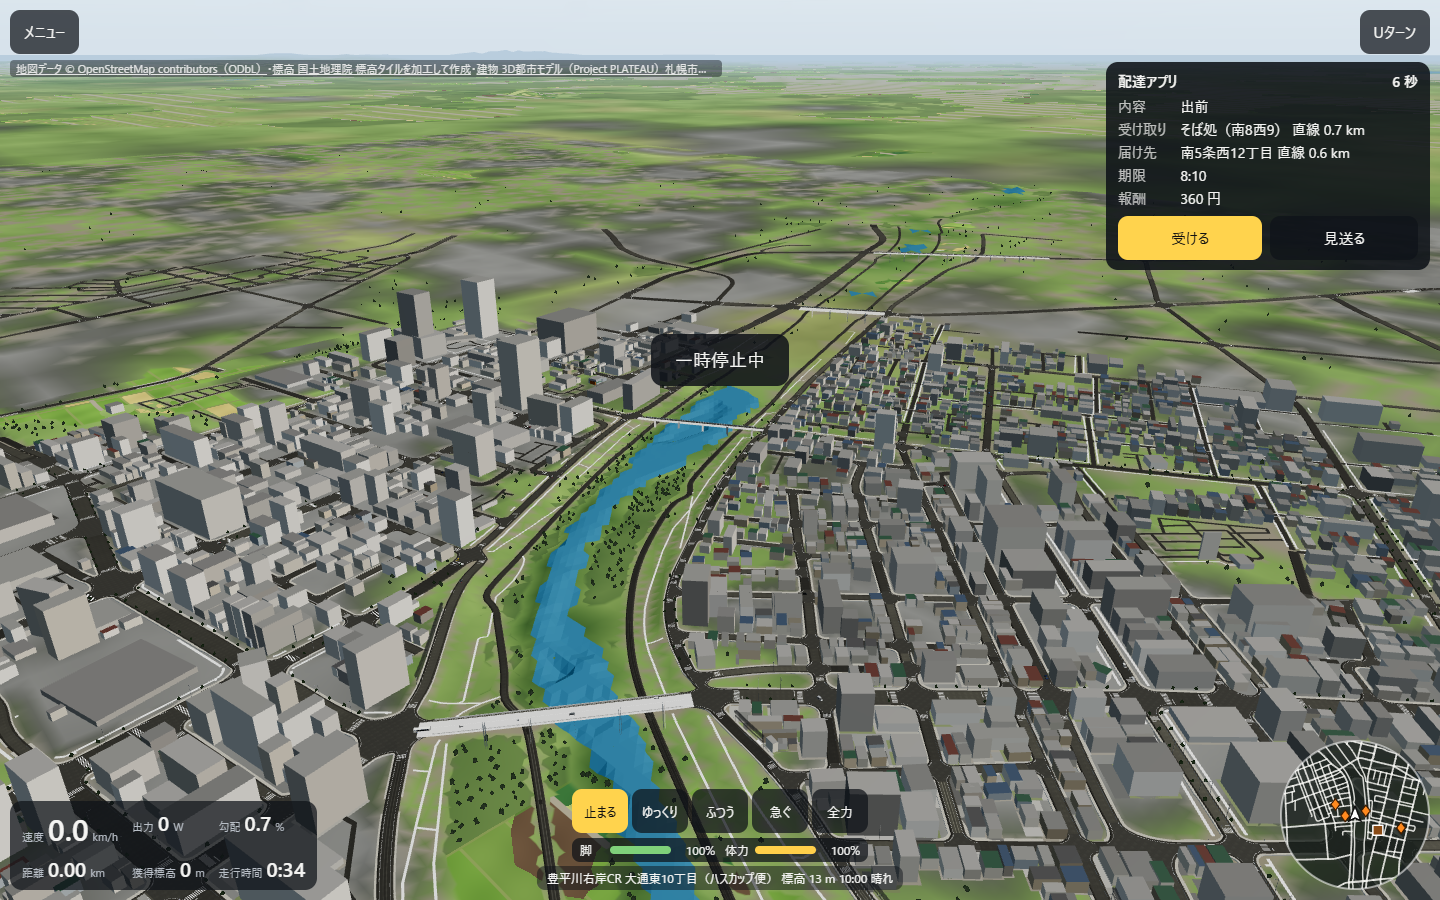 メニュー
Uターン
地図データ © OpenStreetMap contributors（ODbL）・標高 国土地理院 標高タイルを加工して作成・建物 3D都市モデル（Project PLATEAU）札幌市...
配達アプリ 6 秒
内容 出前
受け取り そば処（南8西9） 直線 0.7 km
届け先 南5条西12丁目 直線 0.6 km
期限 8:10
報酬 360 円
受ける 見送る
一時停止中
止まる ゆっくり ふつう 急ぐ 全力
脚 100% 体力 100%
豊平川右岸CR 大通東10丁目（ハスカップ便） 標高 13 m 10:00 晴れ
速度 0.0 km/h 出力 0 W 勾配 0.7 %
距離 0.00 km 獲得標高 0 m 走行時間 0:34